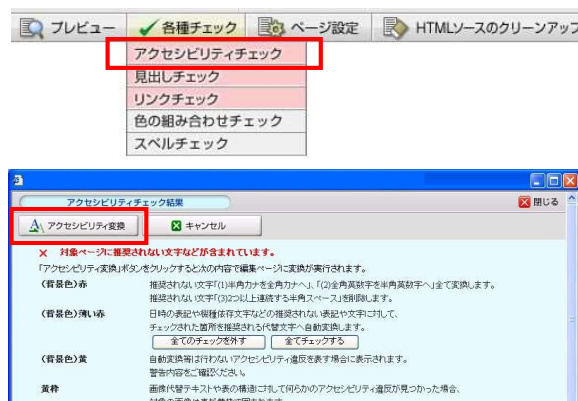 プレビュー 各種チェック ページ設定 HTMLソースのクリーンアップ
アクセシビリティチェック
見出しチェック
リンクチェック
色の組み合わせチェック
スペルチェック
アクセシビリティチェック結果 閉じる
アクセシビリティ変換 キャンセル
× 対象ページに推奨されない文字などが含まれています。
「アクセシビリティ変換」ボタンをクリックすると次の内容で編集ページに変換が実行されます。
(背景色)赤 推奨されない文字「(1)半角カナを全角カナへ」、「(2)全角英数字を半角英数字へ」全て変換します。
推奨されない文字「(3)2つ以上連続する半角スペース」を削除します。
(背景色)薄い赤 日時の表記や機種依存文字などの推奨されない表記や文字に対して、
チェックされた箇所を推奨される代替文字へ自動変換します。
全てのチェックを外す 全てチェックする
(背景色)黄 自動変換等は行わないアクセシビリティ違反を表す場合に表示されます。
警告内容をご確認ください。
黄枠 画像代替テキストや表の構造に対して何らかのアクセシビリティ違反が見つかった場合、